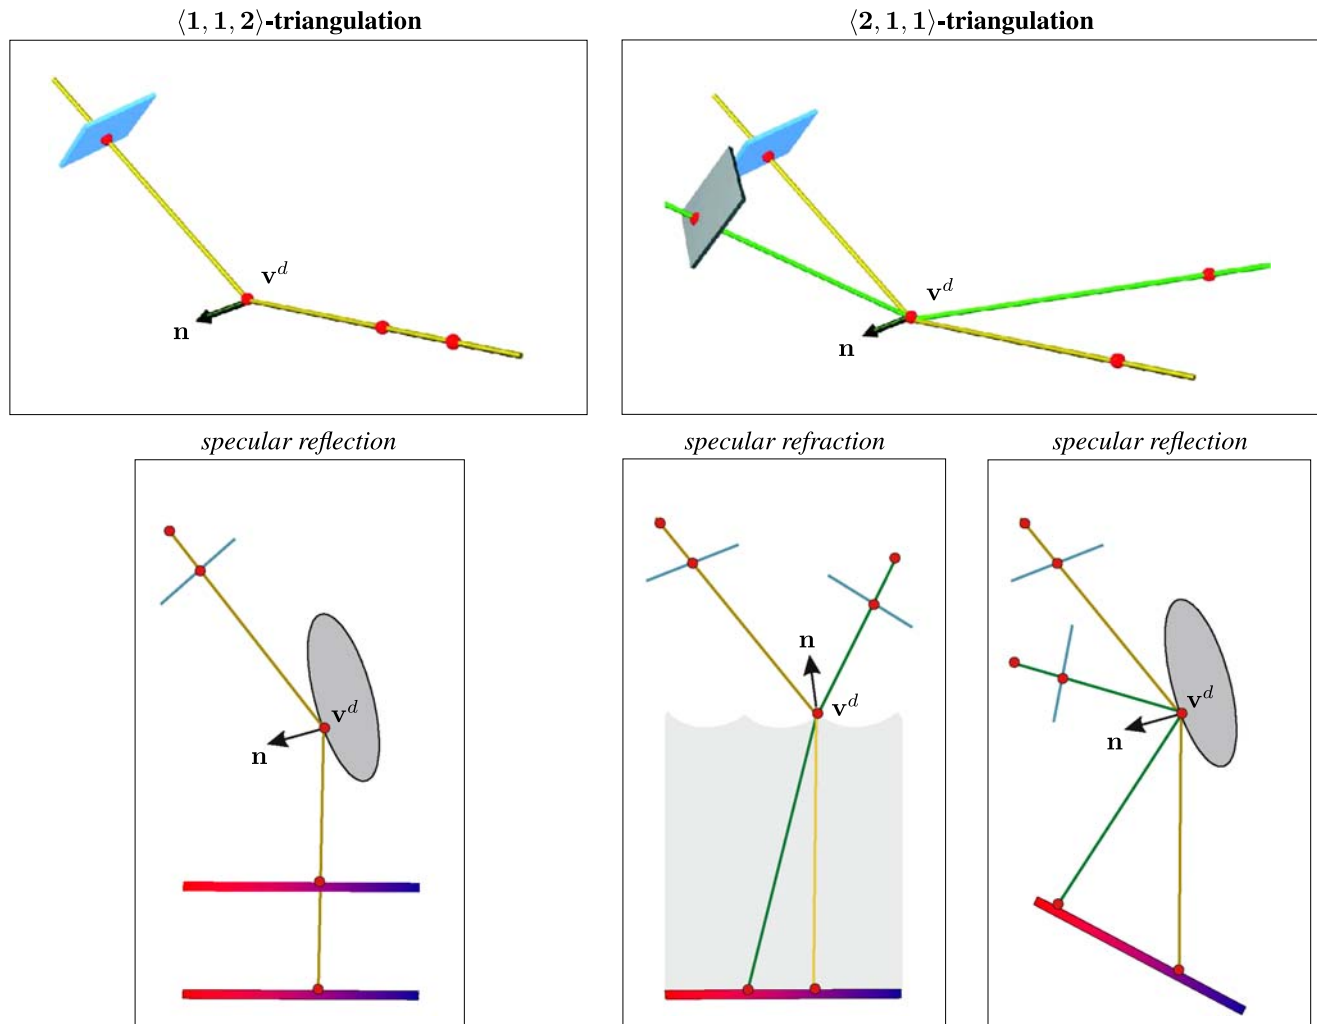 ⟨1, 1, 2⟩-triangulation
⟨2, 1, 1⟩-triangulation
v^d
n
v^d
n
specular reflection
specular refraction
specular reflection
v^d
n
n
v^d
v^d
n